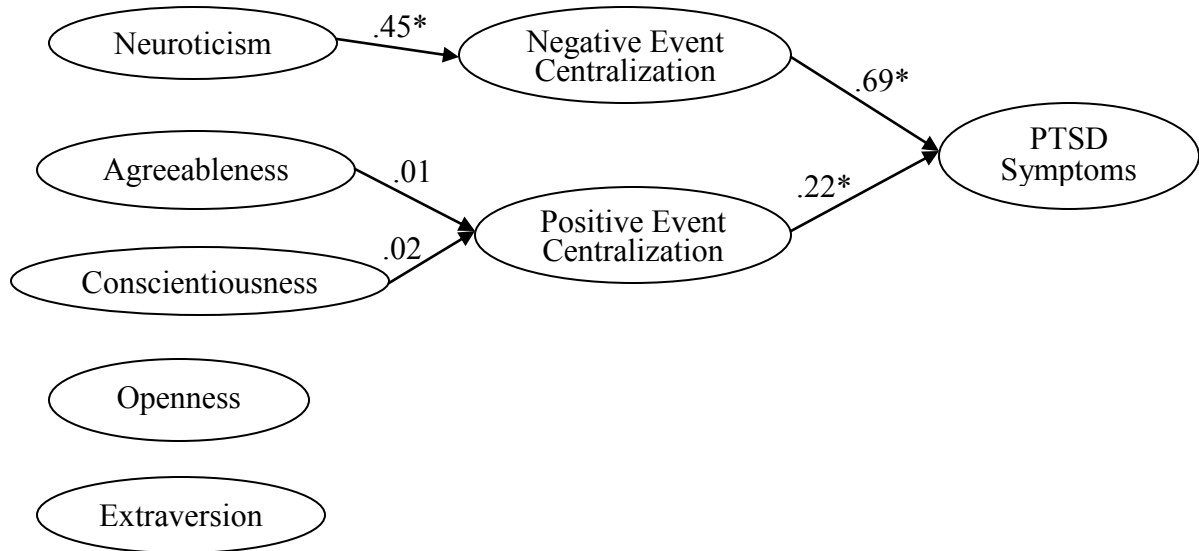 Neuroticism
.45*
Negative Event
Centralization
.69*
PTSD
Symptoms
Agreeableness
.01
.22*
Positive Event
Centralization
.02
Conscientiousness
Openness
Extraversion